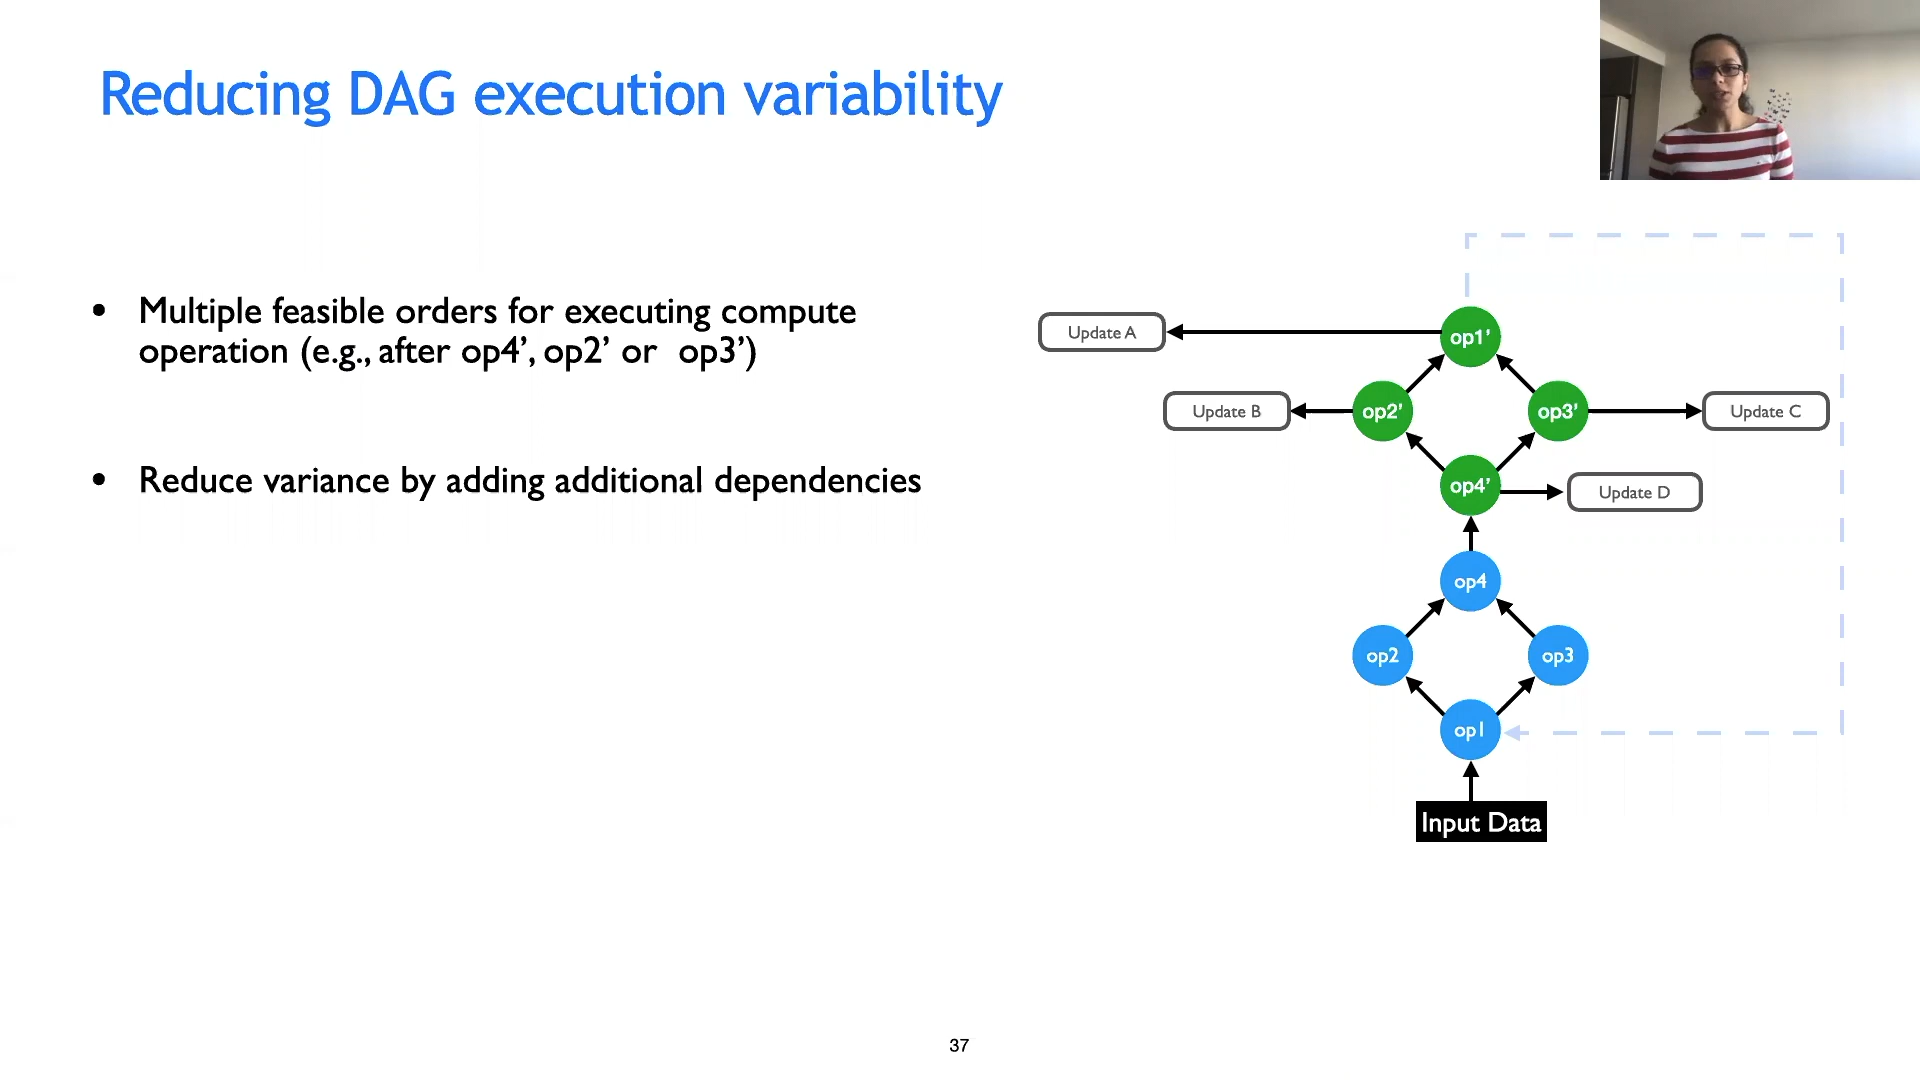 Reducing DAG execution variability
• Multiple feasible orders for executing compute
operation (e.g., after op4’, op2’ or op3’)
• Reduce variance by adding additional dependencies
op1’
Update A
op2’
Update B
op3’
Update C
op4’
Update D
op4
op2
op3
op1
Input Data
37